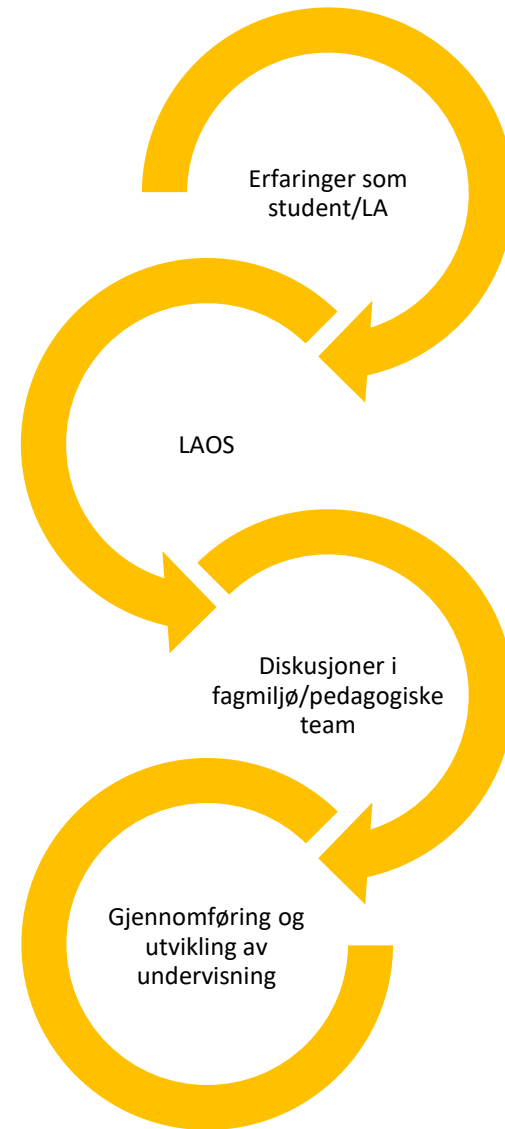 Erfaringer som
student/LA
LAOS
Diskusjoner i
fagmiljø/pedagogiske
team
Gjennomføring og
utvikling av
undervisning